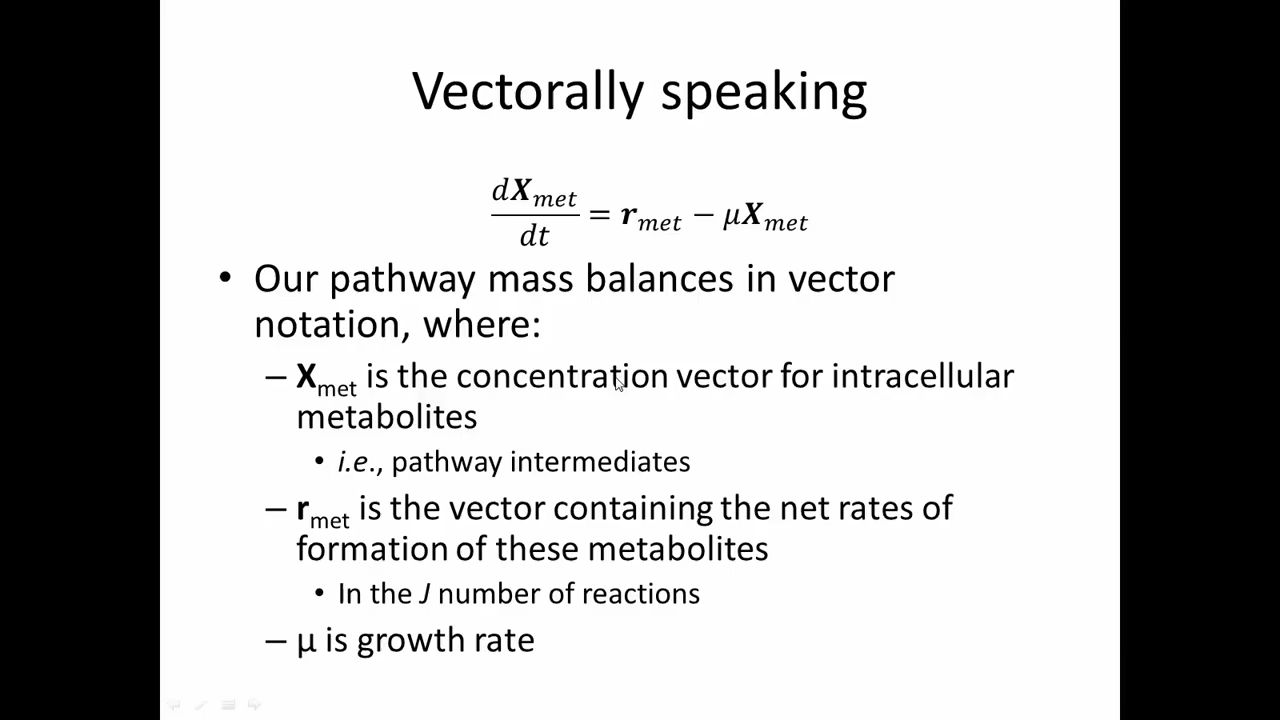 Vectorally speaking
d𝑿_met/dt = 𝒓_met − μ𝑿_met
• Our pathway mass balances in vector
notation, where:
– X_met is the concentration vector for intracellular
metabolites
• i.e., pathway intermediates
– r_met is the vector containing the net rates of
formation of these metabolites
• In the J number of reactions
– µ is growth rate